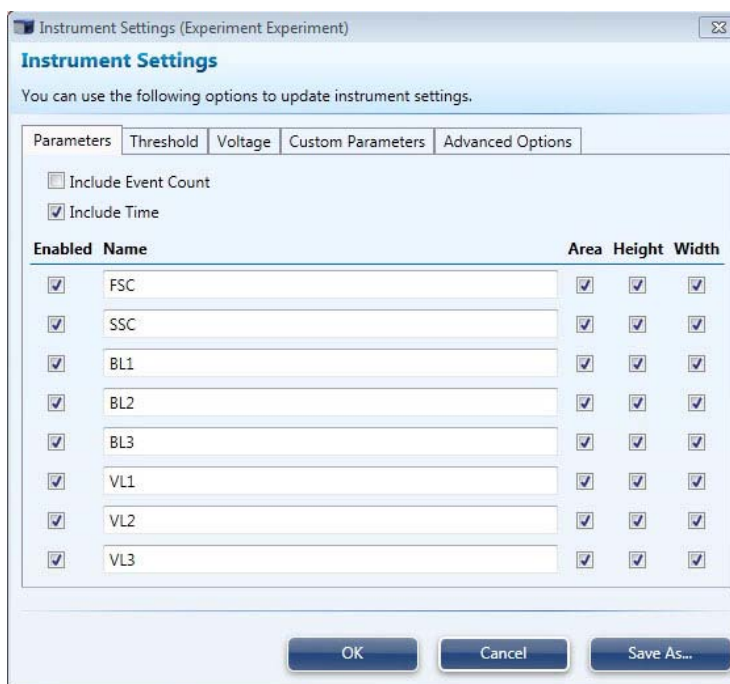 Instrument Settings (Experiment Experiment)
Instrument Settings
You can use the following options to update instrument settings.
Parameters Threshold Voltage Custom Parameters Advanced Options
Include Event Count
Include Time
Enabled Name Area Height Width
FSC
SSC
BL1
BL2
BL3
VL1
VL2
VL3
OK Cancel Save As...